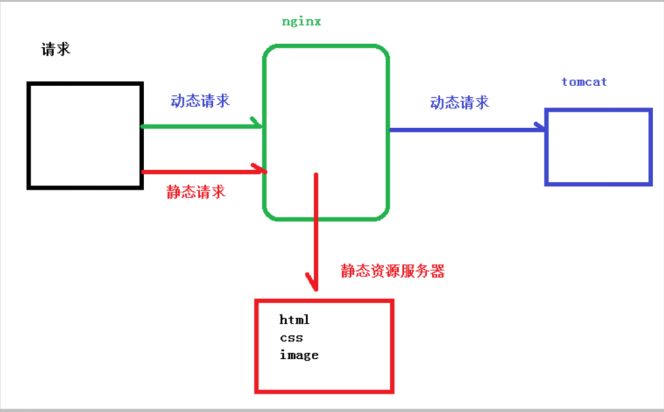 nginx
请求
tomcat
动态请求
动态请求
静态请求
静态资源服务器
html
css
image